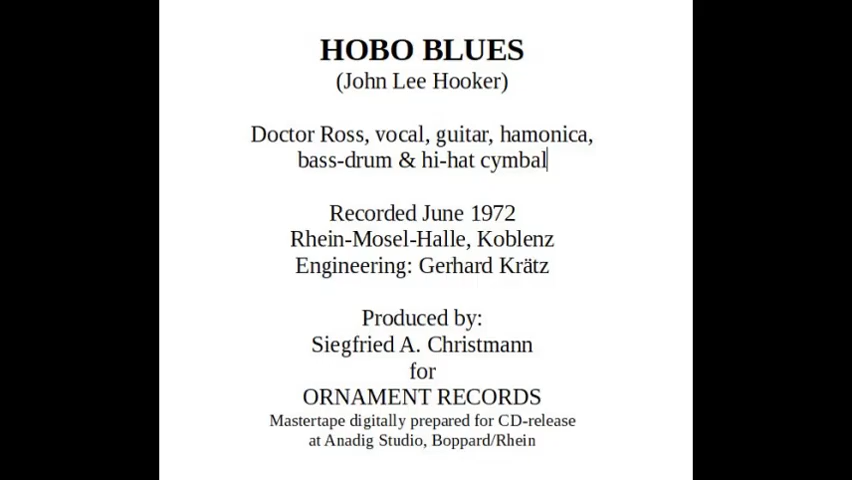 HOBO BLUES
(John Lee Hooker)
Doctor Ross, vocal, guitar, hamonica,
bass-drum & hi-hat cymbal
Recorded June 1972
Rhein-Mosel-Halle, Koblenz
Engineering: Gerhard Krätz
Produced by:
Siegfried A. Christmann
for
ORNAMENT RECORDS
Mastertape digitally prepared for CD-release
at Anadig Studio, Boppard/Rhein